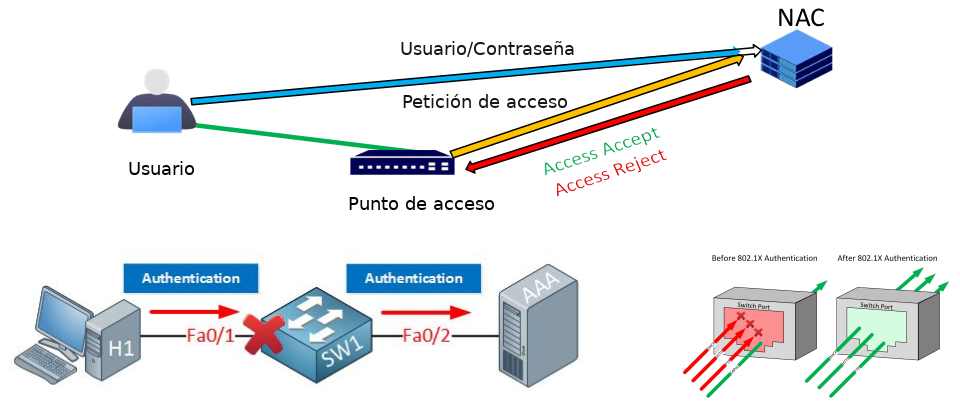 NAC
Usuario/Contraseña
Petición de acceso
Access Accept
Access Reject
Usuario
Punto de acceso
Authentication
Authentication
H1
Fa0/1
SW1
Fa0/2
AAA
Before 802.1X Authentication
After 802.1X Authentication
Switch Port
Switch Port